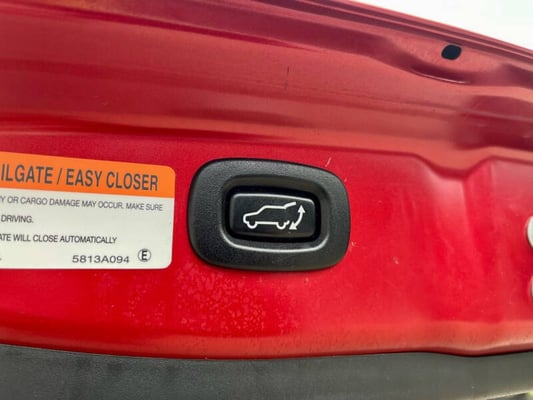 ILGATE / EASY CLOSER
OR CARGO DAMAGE MAY OCCUR. MAKE SURE
DRIVING.
ATE WILL CLOSE AUTOMATICALLY
5813A094 E